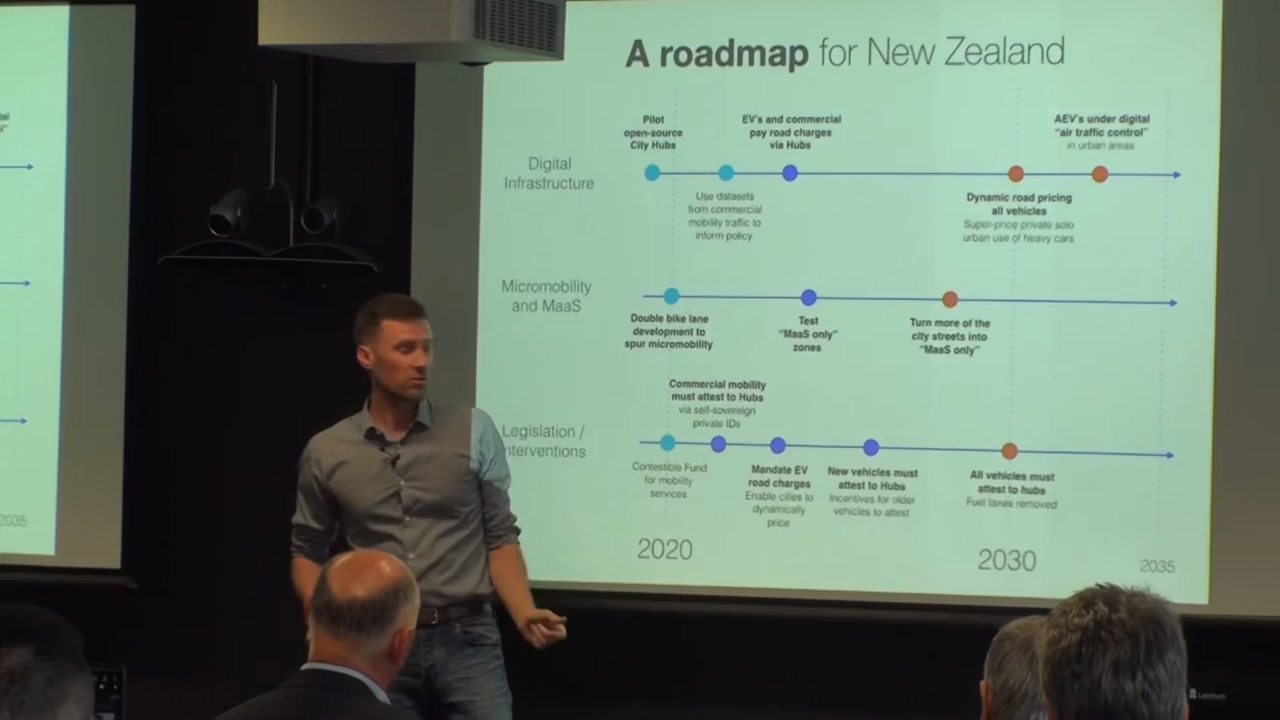 A roadmap for New Zealand
Digital
Infrastructure
Pilot
open-source
City Hubs
EV's and commercial
pay road charges
via Hubs
AEV's under digital
"air traffic control"
in urban areas
Use datasets
from commercial
mobility traffic to
inform policy
Dynamic road pricing
all vehicles
Super-price private solo
urban use of heavy cars
Micromobility
and MaaS
Double bike lane
development to
spur micromobility
Test
"MaaS only"
zones
Turn more of the
city streets into
"MaaS only"
Legislation /
nterventions
Commercial mobility
must attest to Hubs
via self-sovereign
private IDs
Contestible Fund
for mobility
services
Mandate EV
road charges
Enable cities to
dynamically
price
New vehicles must
attest to Hubs
Incentives for older
vehicles to attest
All vehicles must
attest to hubs
Fuel taxes removed
2020
2030
2035
2035